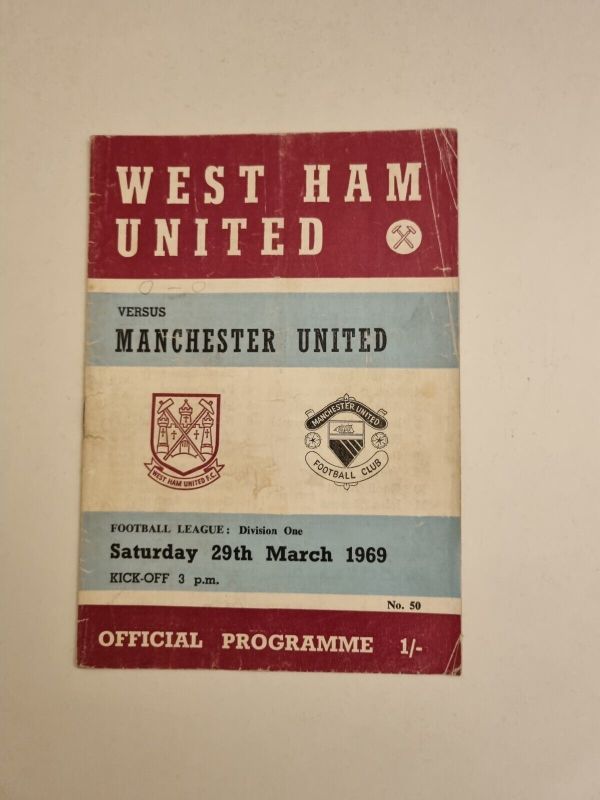 WEST HAM
UNITED
0 - 0
VERSUS
MANCHESTER UNITED
WEST HAM UNITED F.C.
MANCHESTER UNITED
FOOTBALL CLUB
FOOTBALL LEAGUE: Division One
Saturday 29th March 1969
KICK-OFF 3 p.m.
No. 50
OFFICIAL PROGRAMME 1/-